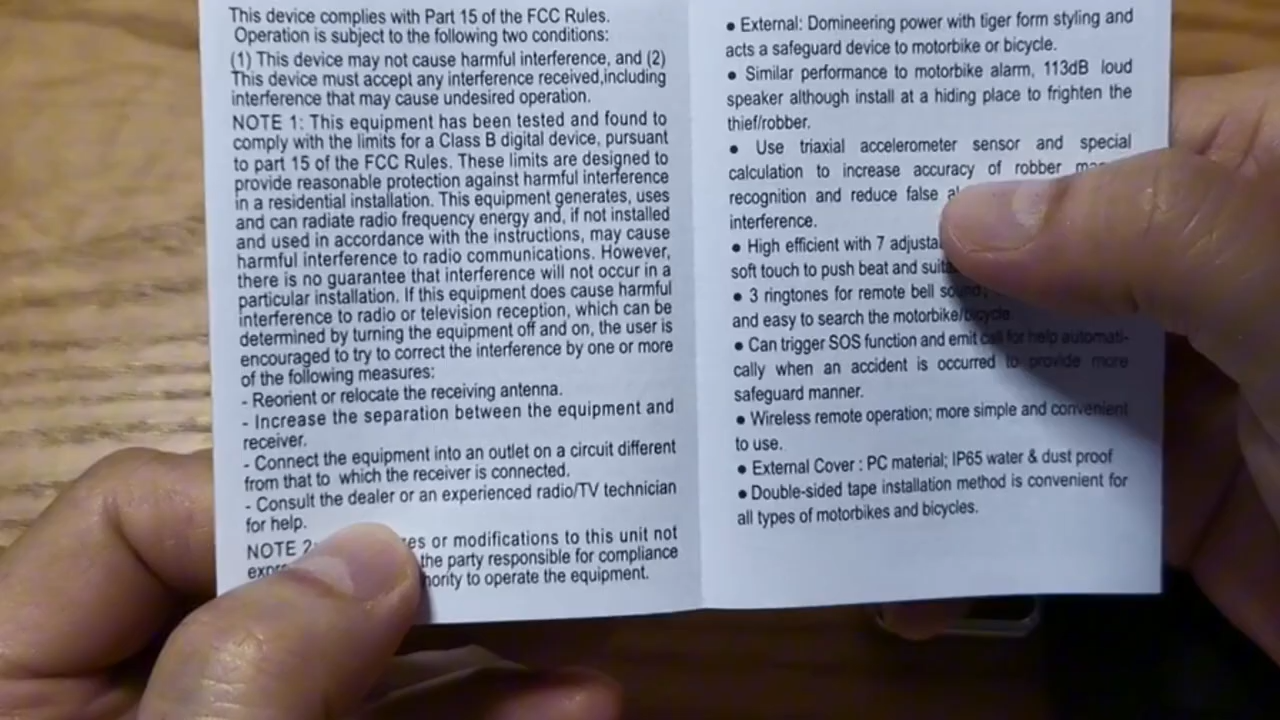 This device complies with Part 15 of the FCC Rules.
Operation is subject to the following two conditions:
(1) This device may not cause harmful interference, and (2)
This device must accept any interference received,including
interference that may cause undesired operation.
NOTE 1: This equipment has been tested and found to
comply with the limits for a Class B digital device, pursuant
to part 15 of the FCC Rules. These limits are designed to
provide reasonable protection against harmful interference
in a residential installation. This equipment generates, uses
and can radiate radio frequency energy and, if not installed
and used in accordance with the instructions, may cause
harmful interference to radio communications. However,
there is no guarantee that interference will not occur in a
particular installation. If this equipment does cause harmful
interference to radio or television reception, which can be
determined by turning the equipment off and on, the user is
encouraged to try to correct the interference by one or more
of the following measures:
- Reorient or relocate the receiving antenna.
- Increase the separation between the equipment and
receiver.
- Connect the equipment into an outlet on a circuit different
from that to which the receiver is connected.
- Consult the dealer or an experienced radio/TV technician
for help.
NOTE 2: or modifications to this unit not
the party responsible for compliance
to operate the equipment.
● External: Domineering power with tiger form styling and
acts a safeguard device to motorbike or bicycle.
● Similar performance to motorbike alarm, 113dB loud
speaker although install at a hiding place to frighten the
thief/robber.
● Use triaxial accelerometer sensor and special
calculation to increase accuracy of robber
recognition and reduce false
interference.
● High efficient with 7
soft touch to push beat and
● 3 ringtones for remote bell sound;
and easy to search the motorbike/bicycle
● Can trigger SOS function and emit call for help automati-
cally when an accident is occurred to provide more
safeguard manner.
● Wireless remote operation; more simple and convenient
to use.
● External Cover : PC material; IP65 water & dust proof
● Double-sided tape installation method is convenient for
all types of motorbikes and bicycles.